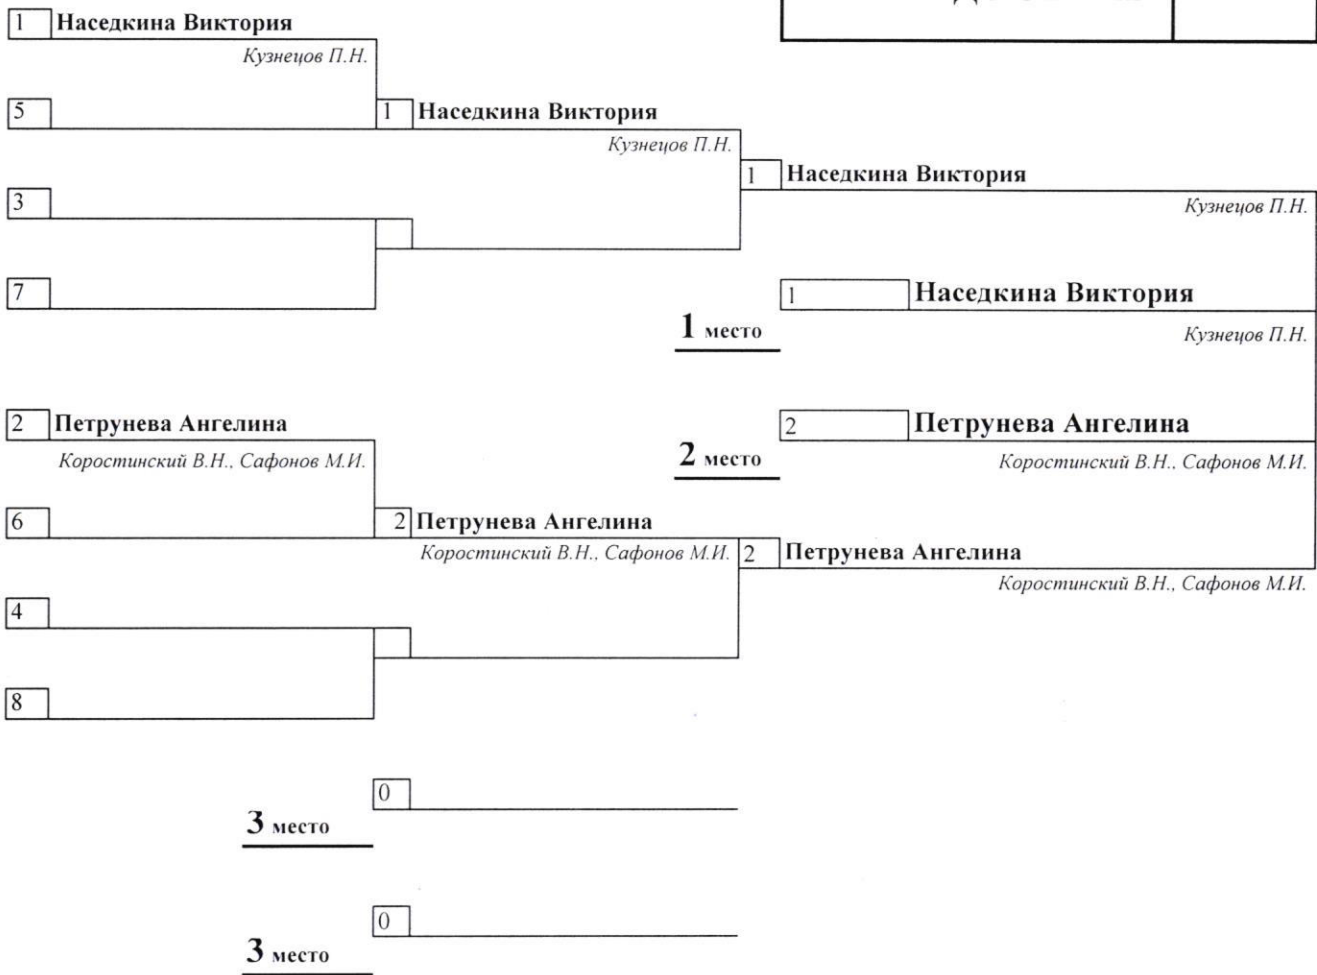 1 Наседкина Виктория
Кузнецов П.Н.
5
1 Наседкина Виктория
Кузнецов П.Н.
1 Наседкина Виктория
Кузнецов П.Н.
3
7
1 Наседкина Виктория
1 место
Кузнецов П.Н.
2 Петрунева Ангелина
Коростинский В.Н., Сафонов М.И.
2 Петрунева Ангелина
2 место
Коростинский В.Н., Сафонов М.И.
6
2 Петрунева Ангелина
Коростинский В.Н., Сафонов М.И.
2 Петрунева Ангелина
Коростинский В.Н., Сафонов М.И.
4
8
0
3 место
0
3 место